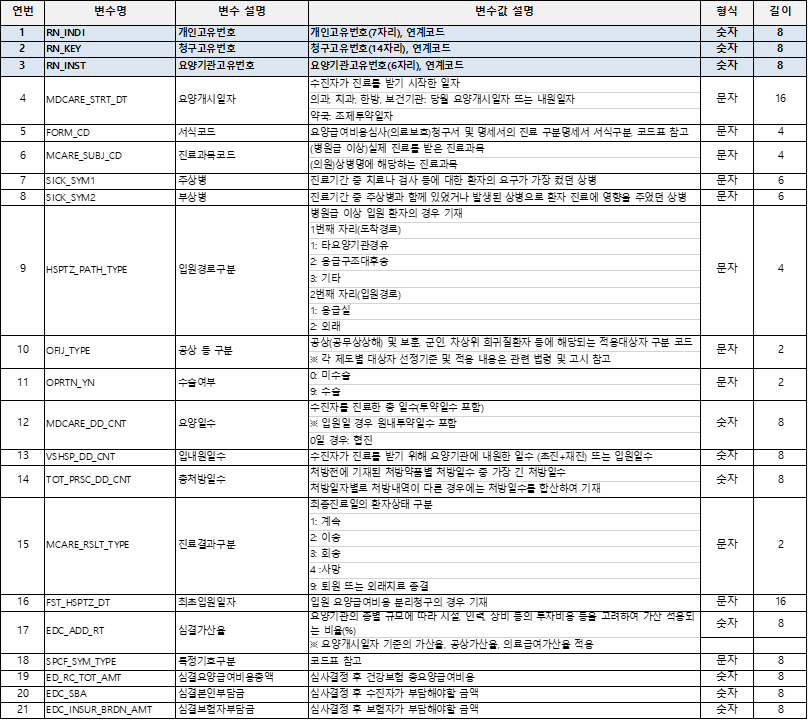 연번 변수명 변수 설명 변수값 설명 형식 길이
1 RN_INDI 개인고유번호 개인고유번호(7자리), 연계코드 숫자 8
2 RN_KEY 청구고유번호 청구고유번호(14자리), 연계코드 숫자 8
3 RN_INST 요양기관고유번호 요양기관고유번호(6자리), 연계코드 숫자 8
수진자가 진료를 받기 시작한 일자
4 MDCARE_STRT_DT 요양개시일자 의과, 치과, 한방, 보건기관: 당월 요양개시일자 또는 내원일자 문자 16
약국: 조제투약일자
5 FORM_CD 서식코드 요양급여비용심사(의료보호)청구서 및 명세서의 진료 구분명세서 서식구분, 코드표 참고 문자 4
6 MCARE_SUBJ_CD 진료과목코드 (병원급 이상)실제 진료를 받은 진료과목 문자 4
(의원)상병명에 해당하는 진료과목
7 SICK_SYM1 주상병 진료기간 중 치료나 검사 등에 대한 환자의 요구가 가장 컸던 상병 문자 6
8 SICK_SYM2 부상병 진료기간 중 주상병과 함께 있었거나 발생된 상병으로 환자 진료에 영향을 주었던 상병 문자 6
병원급 이상 입원 환자의 경우 기재
1번째 자리(도착경로)
1: 타요양기관경유
9 HSPTZ_PATH_TYPE 입원경로구분 2: 응급구조대후송 문자 4
3: 기타
2번째 자리(입원경로)
1: 응급실
2: 외래
10 OFIJ_TYPE 공상 등 구분 공상(공무상상해) 및 보훈, 군인, 차상위 희귀질환자 등에 해당되는 적용대상자 구분 코드 문자 2
※ 각 제도별 대상자 선정기준 및 적용 내용은 관련 법령 및 고시 참고
11 OPRTN_YN 수술여부 0: 미수술 문자 2
9: 수술
수진자를 진료한 총 일수(투약일수 포함)
12 MDCARE_DD_CNT 요양일수 ※ 입원일 경우 원내투약일수 포함 숫자 8
0일 경우: 협진
13 VSHSP_DD_CNT 입내원일수 수진자가 진료를 받기 위해 요양기관에 내원한 일수 (초진+재진) 또는 입원일수 숫자 8
14 TOT_PRSC_DD_CNT 총처방일수 처방전에 기재된 처방약품별 처방일수 중 가장 긴 처방일수 숫자 8
처방일자별로 처방내역이 다른 경우에는 처방일수를 합산하여 기재
최종진료일의 환자상태 구분
1: 계속
15 MCARE_RSLT_TYPE 진료결과구분 2: 이송 문자 2
3: 회송
4 :사망
9: 퇴원 또는 외래치료 종결
16 FST_HSPTZ_DT 최초입원일자 입원 요양급여비용 분리청구의 경우 기재 문자 16
17 EDC_ADD_RT 심결가산율 요양기관의 종별 규모에 따라 시설, 인력, 장비 등의 투자비용 등을 고려하여 가산 적용되 숫자 8
는 비율(%)
※ 요양개시일자 기준의 가산율, 공상가산율, 의료급여가산율 적용
18 SPCF_SYM_TYPE 특정기호구분 코드표 참고 문자 8
19 ED_RC_TOT_AMT 심결요양급여비용총액 심사결정 후 건강보험 총요양급여비용 숫자 8
20 EDC_SBA 심결본인부담금 심사결정 후 수진자가 부담해야할 금액 숫자 8
21 EDC_INSUR_BRDN_AMT 심결보험자부담금 심사결정 후 보험자가 부담해야할 금액 숫자 8